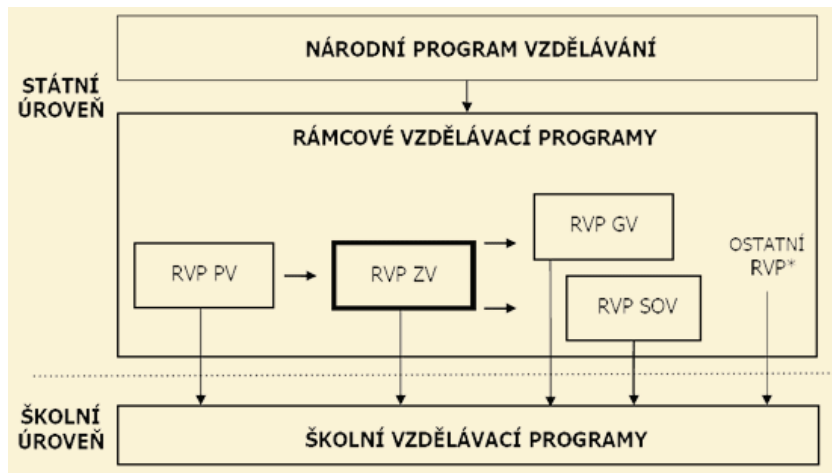 NÁRODNÍ PROGRAM VZDĚLÁVÁNÍ
STÁTNÍ
ÚROVEŇ
RÁMCOVÉ VZDĚLÁVACÍ PROGRAMY
RVP PV
RVP ZV
RVP GV
RVP SOV
OSTATNÍ
RVP*
ŠKOLNÍ
ÚROVEŇ
ŠKOLNÍ VZDĚLÁVACÍ PROGRAMY